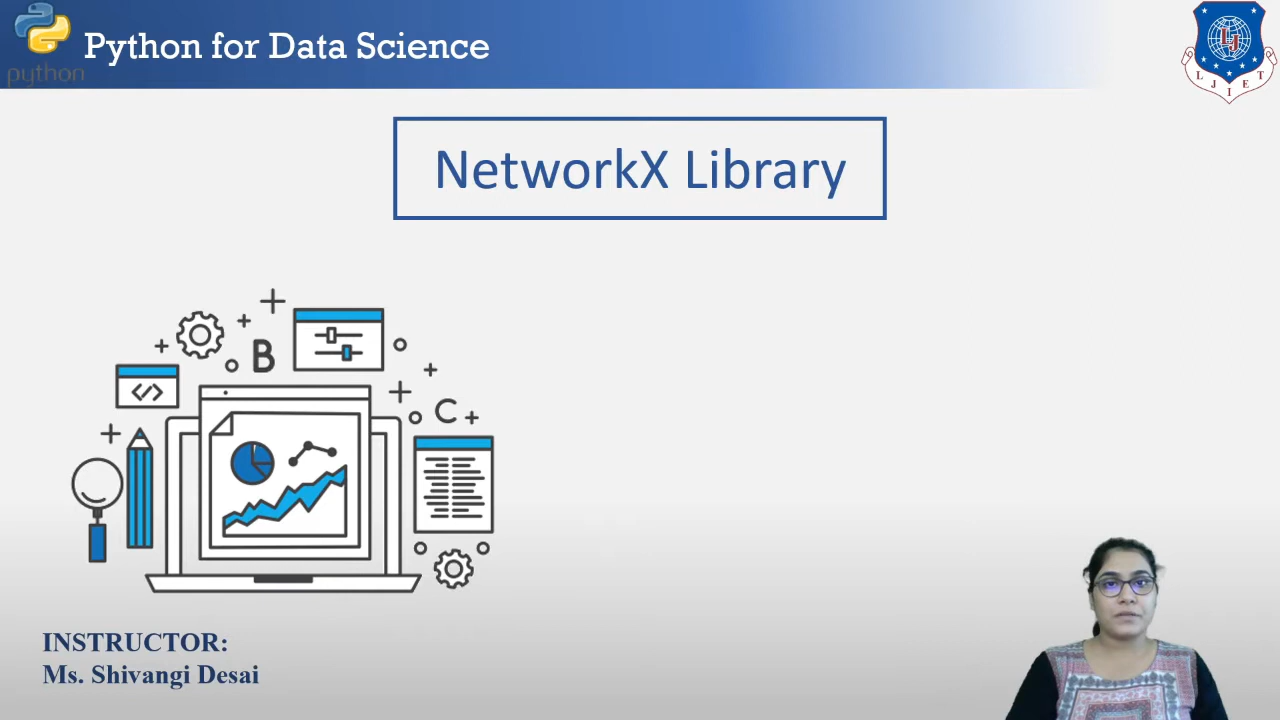 python
Python for Data Science
L J I E T
NetworkX Library
B
C
</>
INSTRUCTOR:
Ms. Shivangi Desai